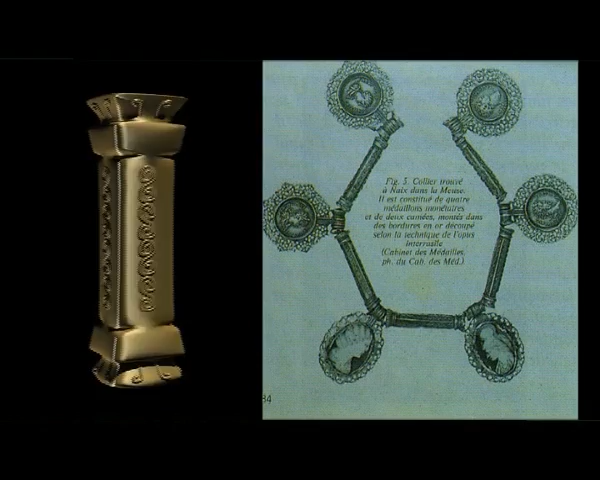 Fig. 5. Collier trouvé
à Naix dans la Meuse.
Il est constitué de quatre
médaillons monétaires
et de deux camées, montés dans
des bordures en or découpé
selon la technique de l'opus
interrasile
(Cabinet des Médailles,
ph. du Cab. des Méd.)
34